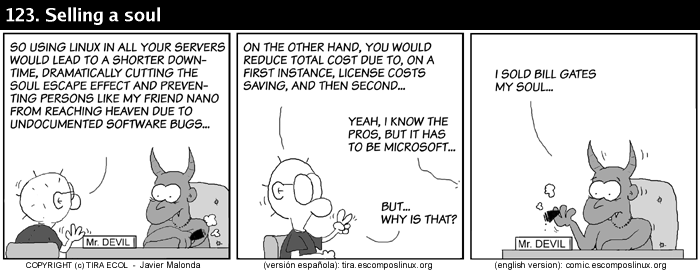 123. Selling a soul
SO USING LINUX IN ALL YOUR SERVERS
WOULD LEAD TO A SHORTER DOWN-
TIME, DRAMATICALLY CUTTING THE
SOUL ESCAPE EFFECT AND PREVEN-
TING PERSONS LIKE MY FRIEND NANO
FROM REACHING HEAVEN DUE TO
UNDOCUMENTED SOFTWARE BUGS...
Mr. DEVIL
ON THE OTHER HAND, YOU WOULD
REDUCE TOTAL COST DUE TO, ON A
FIRST INSTANCE, LICENSE COSTS
SAVING, AND THEN SECOND...
YEAH, I KNOW THE
PROS, BUT IT HAS
TO BE MICROSOFT...
BUT...
WHY IS THAT?
I SOLD BILL GATES
MY SOUL...
Mr. DEVIL
COPYRIGHT (c) TIRA ECOL - Javier Malonda
(versión española): tira.escomposlinux.org
(english version): comic.escomposlinux.org